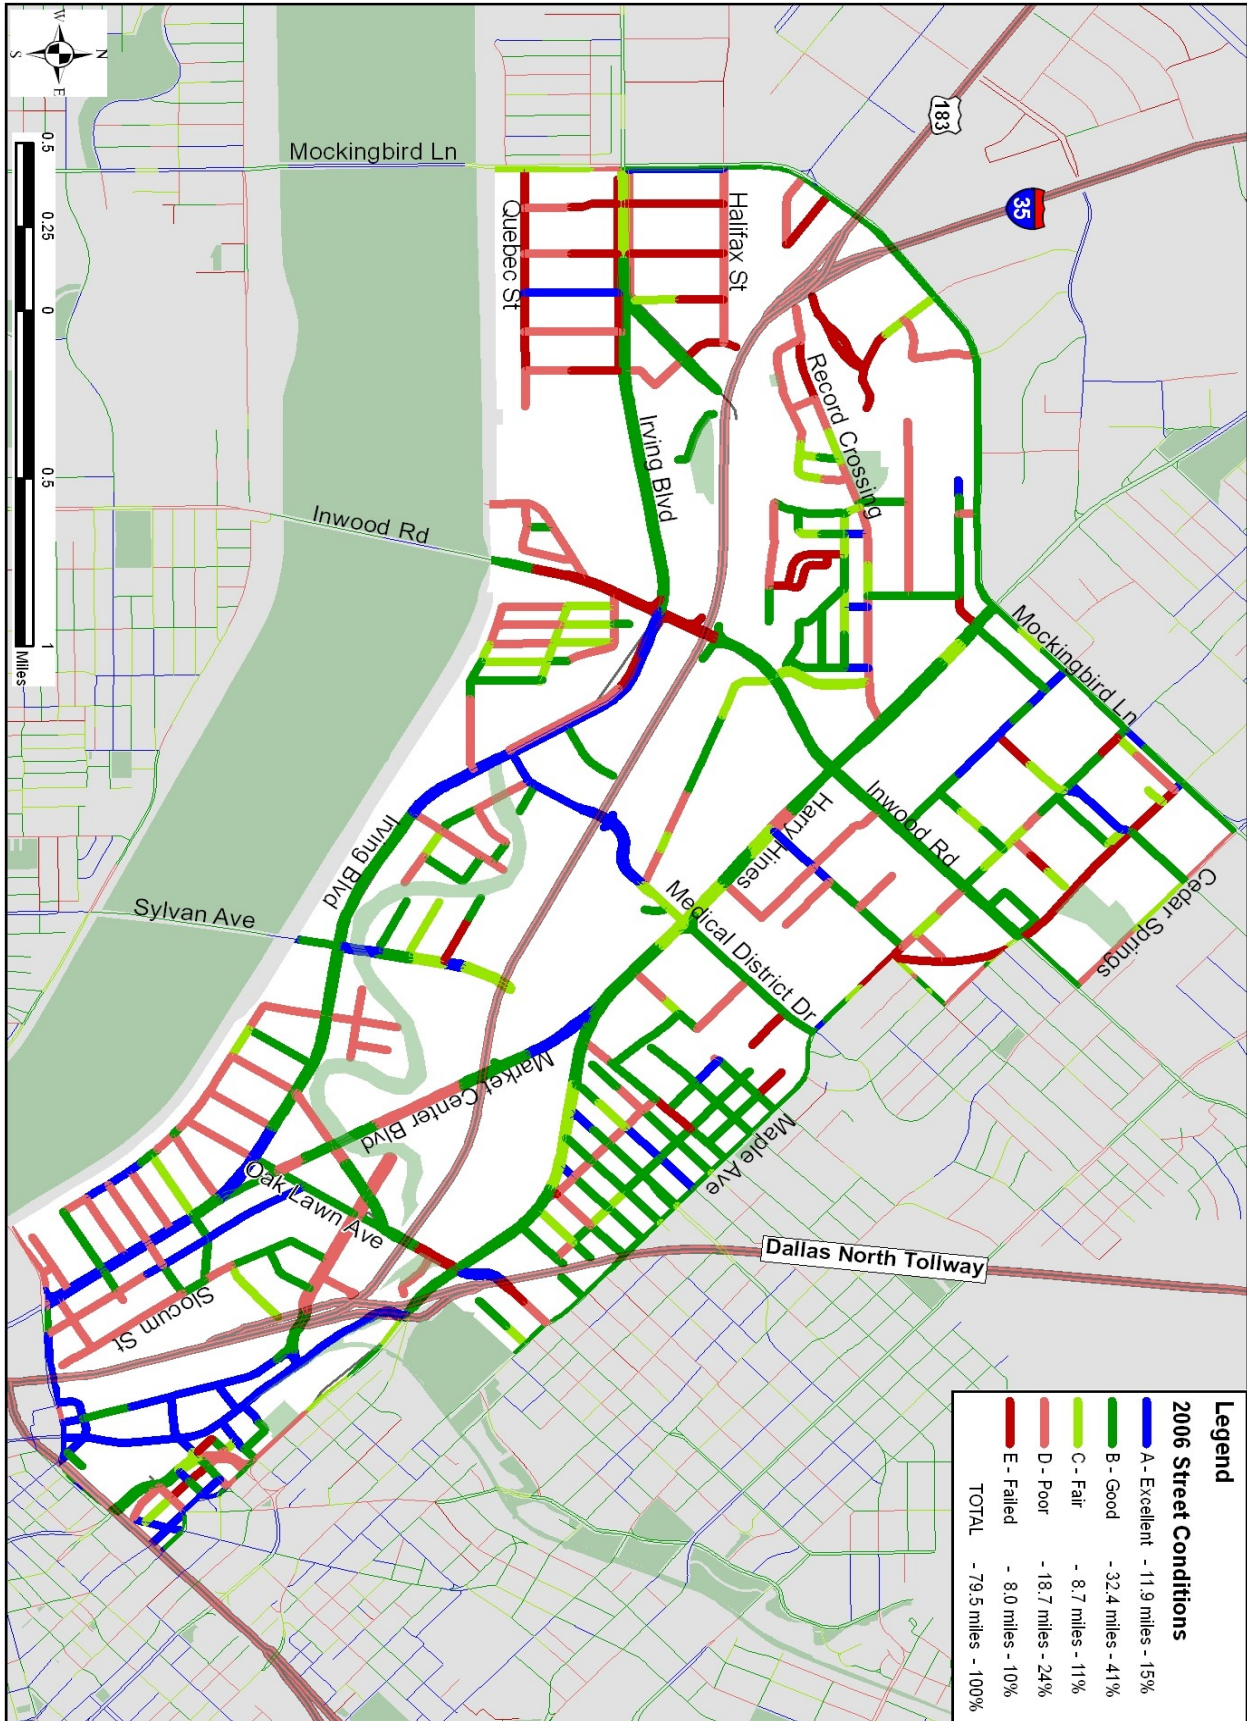 Legend
2006 Street Conditions
A - Excellent - 11.9 miles - 15%
B - Good - 32.4 miles - 41%
C - Fair - 8.7 miles - 11%
D - Poor - 18.7 miles - 24%
E - Failed - 8.0 miles - 10%
TOTAL - 79.5 miles - 100%
183
35
Mockingbird Ln
Halifax St
Quebec St
Record Crossing
Irving Blvd
Inwood Rd
Mockingbird Ln
Harry Hines
Inwood Rd
Cedar Springs
Medical District Dr
Irving Blvd
Sylvan Ave
Market Center Blvd
Maple Ave
Oak Lawn Ave
Dallas North Tollway
Slocum St
N
W
E
S
0.5 0.25 0 0.5 1
Miles